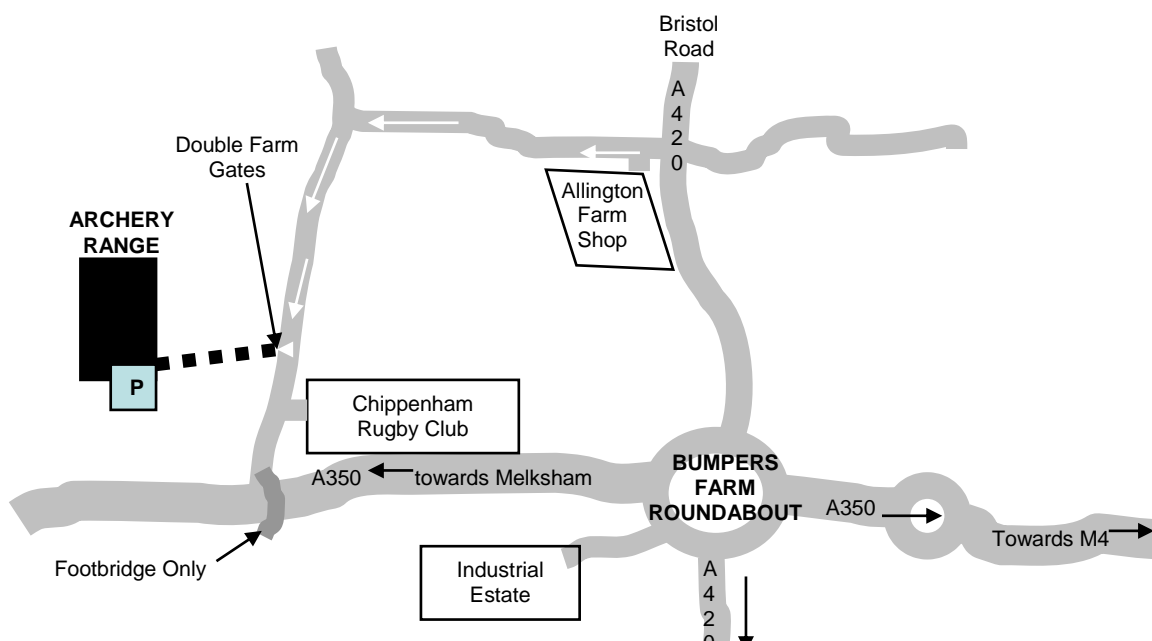 Bristol
Road
A
4
2
0
Double Farm
Gates
ARCHERY
RANGE
Allington
Farm
Shop
P
Chippenham
Rugby Club
A350
towards Melksham
BUMPERS
FARM
ROUNDABOUT
A350
Towards M4
Footbridge Only
Industrial
Estate
A
4
2
0